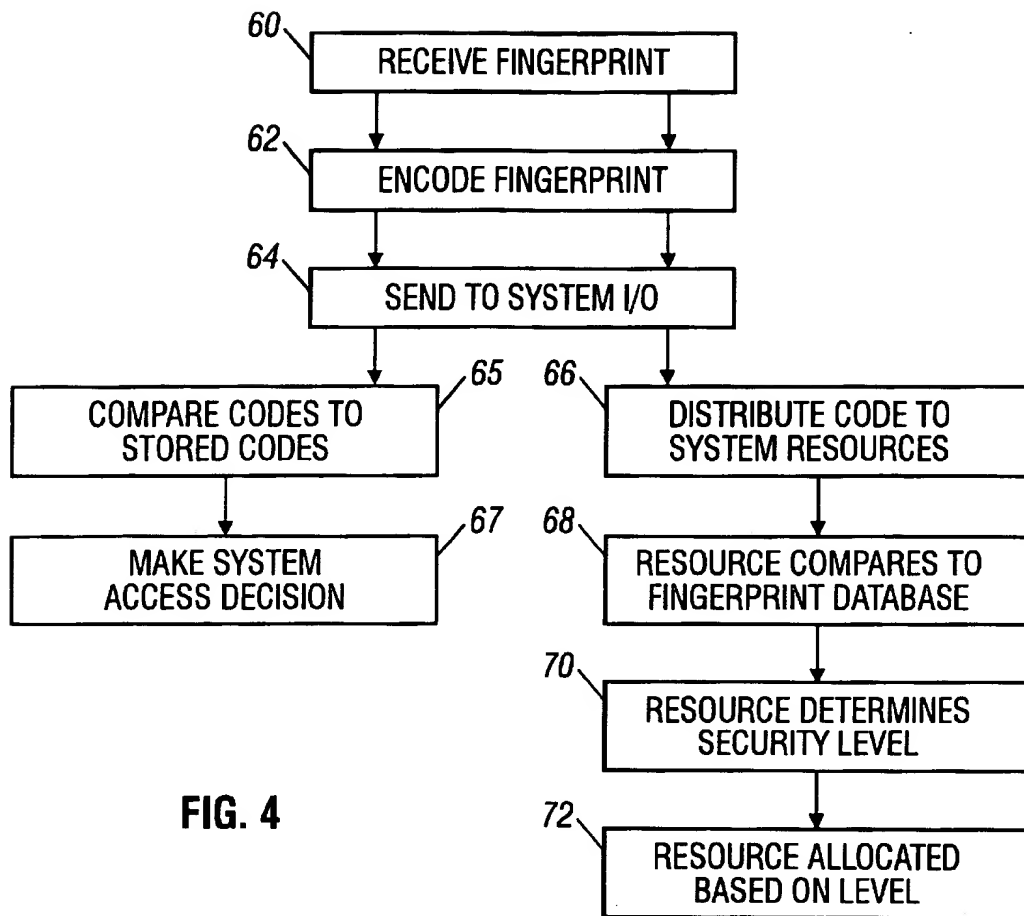 60
RECEIVE FINGERPRINT
62
ENCODE FINGERPRINT
64
SEND TO SYSTEM I/O
65
COMPARE CODES TO
STORED CODES
66
DISTRIBUTE CODE TO
SYSTEM RESOURCES
67
MAKE SYSTEM
ACCESS DECISION
68
RESOURCE COMPARES TO
FINGERPRINT DATABASE
70
RESOURCE DETERMINES
SECURITY LEVEL
FIG. 4
72
RESOURCE ALLOCATED
BASED ON LEVEL